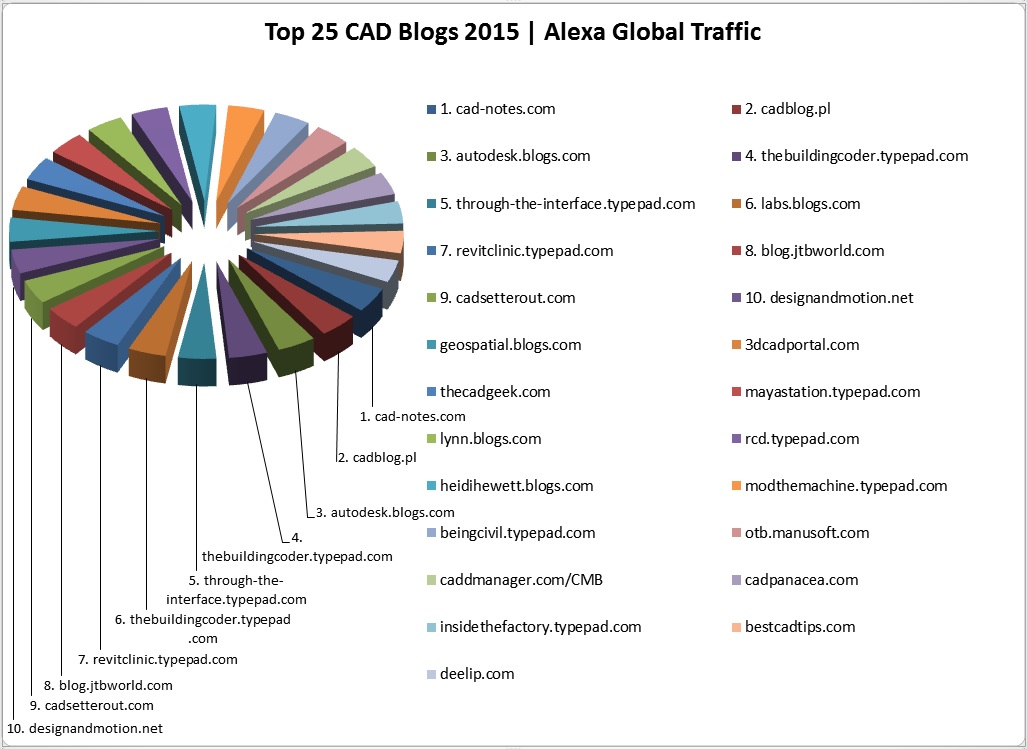 Top 25 CAD Blogs 2015 | Alexa Global Traffic
1. cad-notes.com
2. cadblog.pl
3. autodesk.blogs.com
4. thebuildingcoder.typepad.com
5. through-the-interface.typepad.com
6. labs.blogs.com
7. revitclinic.typepad.com
8. blog.jtbworld.com
9. cadsetterout.com
10. designandmotion.net
geospatial.blogs.com
3dcadportal.com
thecadgeek.com
mayastation.typepad.com
lynn.blogs.com
rcd.typepad.com
heidihewett.blogs.com
modthemachine.typepad.com
beingcivil.typepad.com
otb.manusoft.com
caddmanager.com/CMB
cadpanacea.com
insidethefactory.typepad.com
bestcadtips.com
deelip.com
1. cad-notes.com
2. cadblog.pl
3. autodesk.blogs.com
4.
thebuildingcoder.typepad.com
5. through-the-
interface.typepad.com
6. thebuildingcoder.typepad
.com
7. revitclinic.typepad.com
8. blog.jtbworld.com
9. cadsetterout.com
10. designandmotion.net